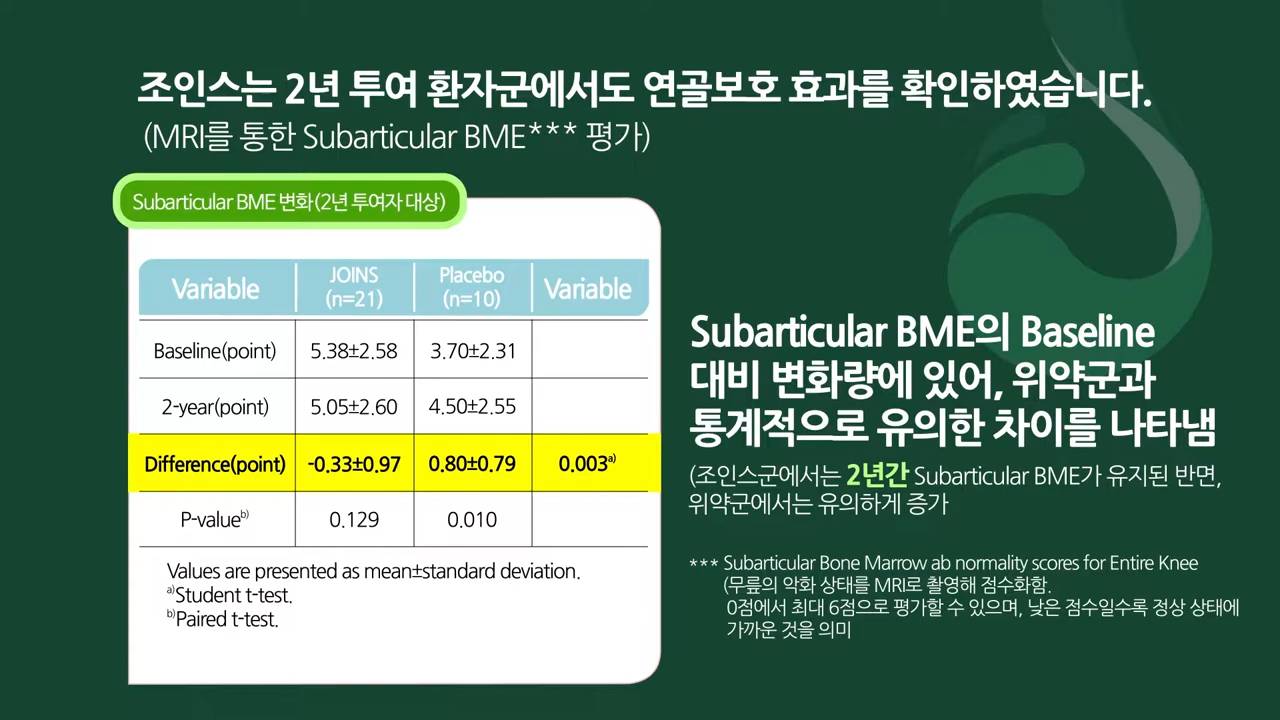 조인스는 2년 투여 환자군에서도 연골보호 효과를 확인하였습니다.
(MRI를 통한 Subarticular BME*** 평가)
Subarticular BME 변화(2년 투여자 대상)
Variable JOINS (n=21) Placebo (n=10) Variable
Baseline(point) 5.38±2.58 3.70±2.31
2-year(point) 5.05±2.60 4.50±2.55
Difference(point) -0.33±0.97 0.80±0.79 0.003a)
P-valueb) 0.129 0.010
Values are presented as mean±standard deviation.
a)Student t-test.
b)Paired t-test.
Subarticular BME의 Baseline
대비 변화량에 있어, 위약군과
통계적으로 유의한 차이를 나타냄
(조인스군에서는 2년간 Subarticular BME가 유지된 반면,
위약군에서는 유의하게 증가
*** Subarticular Bone Marrow ab normality scores for Entire Knee
(무릎의 악화 상태를 MRI로 촬영해 점수화함.
0점에서 최대 6점으로 평가할 수 있으며, 낮은 점수일수록 정상 상태에
가까운 것을 의미